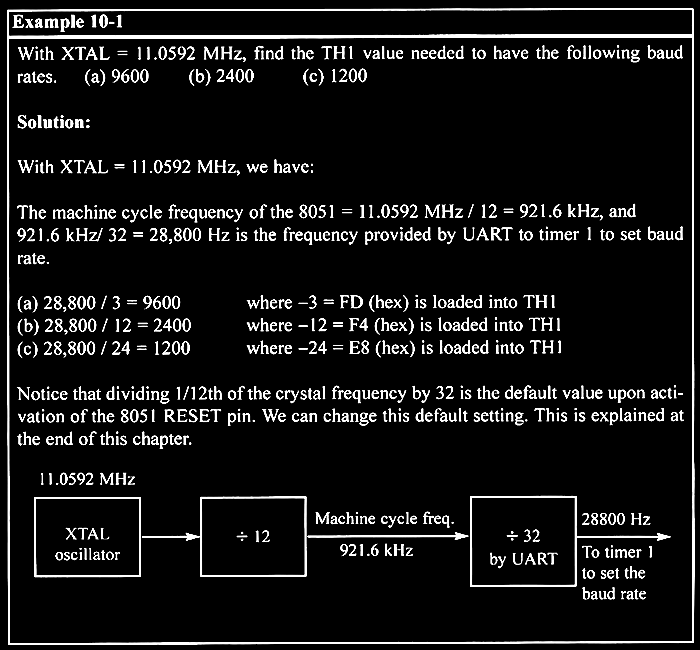 Example 10-1
With XTAL = 11.0592 MHz, find the TH1 value needed to have the following baud
rates. (a) 9600 (b) 2400 (c) 1200
Solution:
With XTAL = 11.0592 MHz, we have:
The machine cycle frequency of the 8051 = 11.0592 MHz / 12 = 921.6 kHz, and
921.6 kHz/ 32 = 28,800 Hz is the frequency provided by UART to timer 1 to set baud
rate.
(a) 28,800 / 3 = 9600 where –3 = FD (hex) is loaded into TH1
(b) 28,800 / 12 = 2400 where –12 = F4 (hex) is loaded into TH1
(c) 28,800 / 24 = 1200 where –24 = E8 (hex) is loaded into TH1
Notice that dividing 1/12th of the crystal frequency by 32 is the default value upon acti-
vation of the 8051 RESET pin. We can change this default setting. This is explained at
the end of this chapter.
11.0592 MHz
XTAL
oscillator
÷ 12
Machine cycle freq.
921.6 kHz
÷ 32
by UART
28800 Hz
To timer 1
to set the
baud rate